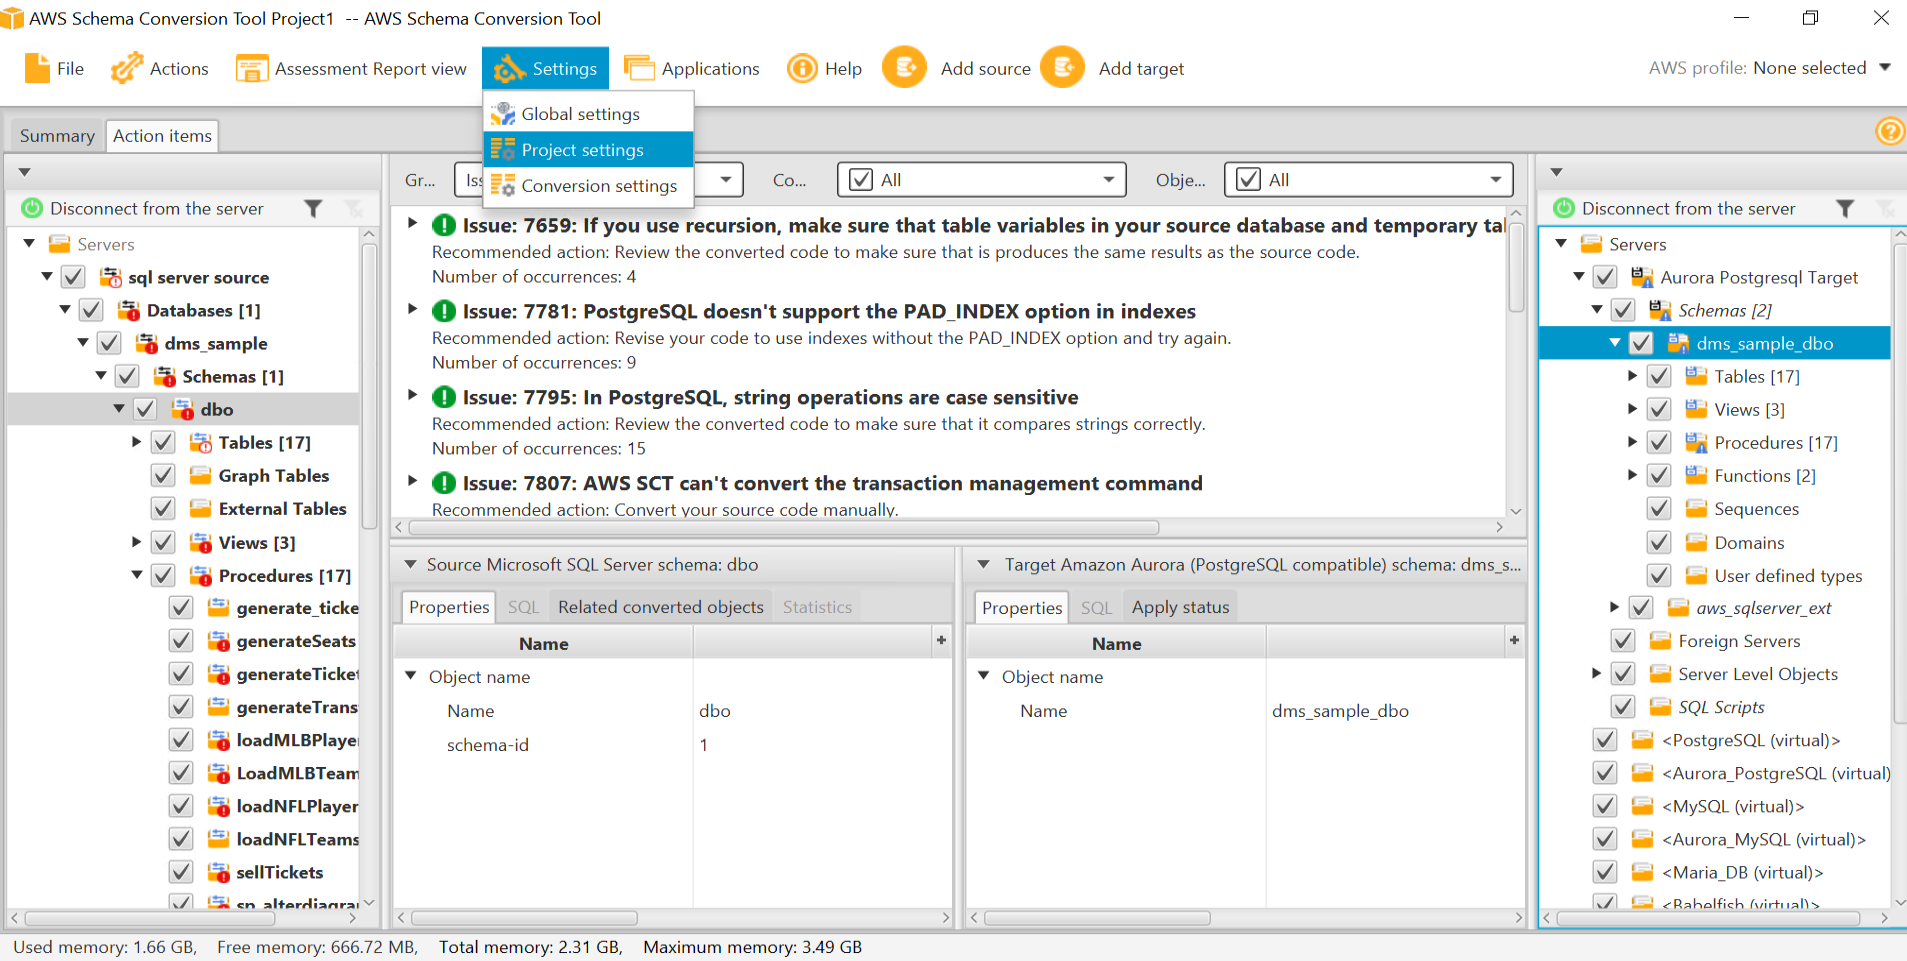 AWS Schema Conversion Tool Project1 -- AWS Schema Conversion Tool
File
Actions
Assessment Report view
Settings
Applications
Help
Add source
Add target
AWS profile: None selected
Global settings
Project settings
Conversion settings
Summary
Action items
Disconnect from the server
Servers
sql server source
Databases [1]
dms_sample
Schemas [1]
dbo
Tables [17]
Graph Tables
External Tables
Views [3]
Procedures [17]
generate_ticke
generateSeats
generateTicket
generateTrans
loadMLBPlayer
LoadMLBTeam
loadNFLPlayer
loadNFLTeams
sellTickets
sp_alterdiagra
Gr...
Iss
Co...
All
Obje...
All
Issue: 7659: If you use recursion, make sure that table variables in your source database and temporary tal
Recommended action: Review the converted code to make sure that is produces the same results as the source code.
Number of occurrences: 4
Issue: 7781: PostgreSQL doesn't support the PAD_INDEX option in indexes
Recommended action: Revise your code to use indexes without the PAD_INDEX option and try again.
Number of occurrences: 9
Issue: 7795: In PostgreSQL, string operations are case sensitive
Recommended action: Review the converted code to make sure that it compares strings correctly.
Number of occurrences: 15
Issue: 7807: AWS SCT can't convert the transaction management command
Recommended action: Convert your source code manually.
Source Microsoft SQL Server schema: dbo
Properties
SQL
Related converted objects
Statistics
Name
+
Object name
Name
dbo
schema-id
1
Target Amazon Aurora (PostgreSQL compatible) schema: dms_s...
Properties
SQL
Apply status
Name
+
Object name
Name
dms_sample_dbo
?
Disconnect from the server
Servers
Aurora Postgresql Target
Schemas [2]
dms_sample_dbo
Tables [17]
Views [3]
Procedures [17]
Functions [2]
Sequences
Domains
User defined types
aws_sqlserver_ext
Foreign Servers
Server Level Objects
SQL Scripts
<PostgreSQL (virtual)>
<Aurora_PostgreSQL (virtual)
<MySQL (virtual)>
<Aurora_MySQL (virtual)>
<Maria_DB (virtual)>
<Babelfish (virtual)>
Used memory: 1.66 GB, Free memory: 666.72 MB, Total memory: 2.31 GB, Maximum memory: 3.49 GB